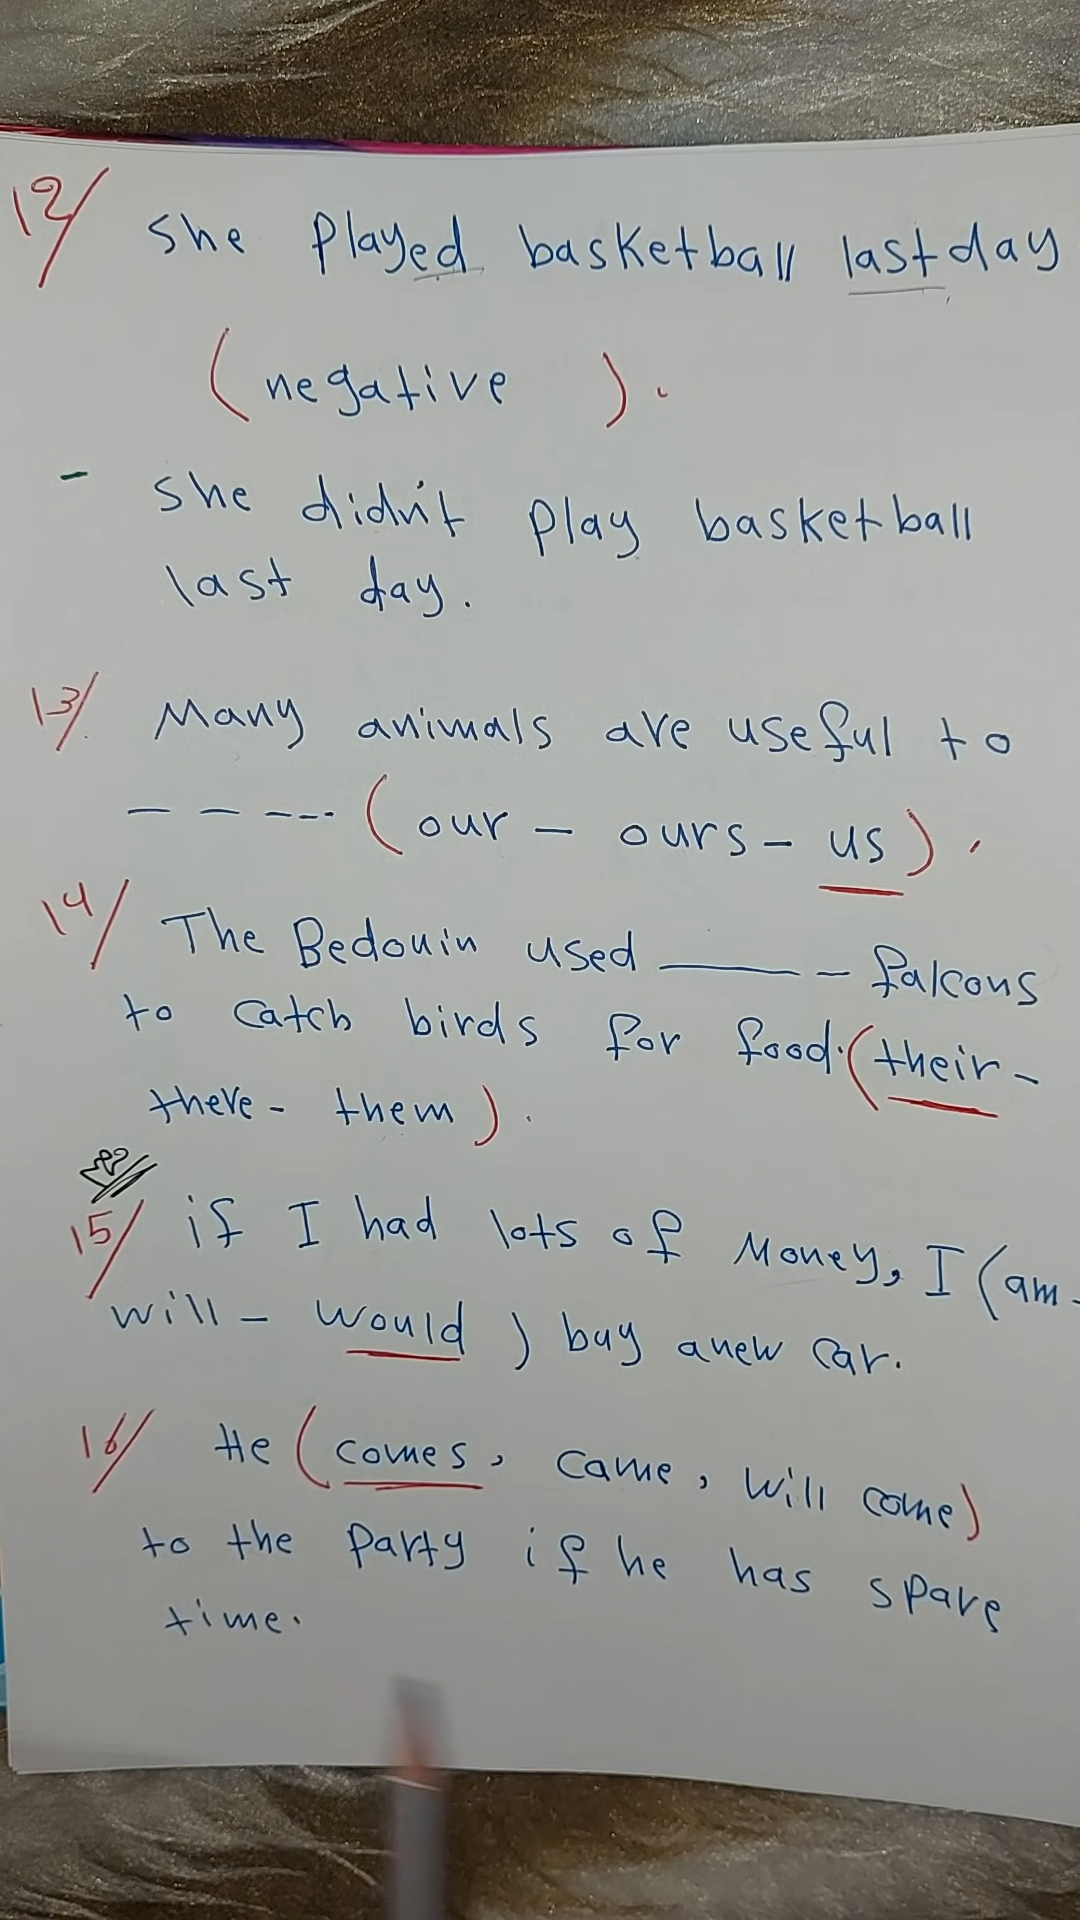 12/ She played basketball last day
(negative).
- She didn't play basketball
last day.
13/. Many animals are useful to
- - - - - (our - ours - us).
14/ The Bedouin used ____ - falcons
to catch birds for food. (their -
there - them).
15/ if I had lots of Money, I (am -
will - would) buy anew car.
16/ He (comes, came, will come)
to the party if he has spare
time.